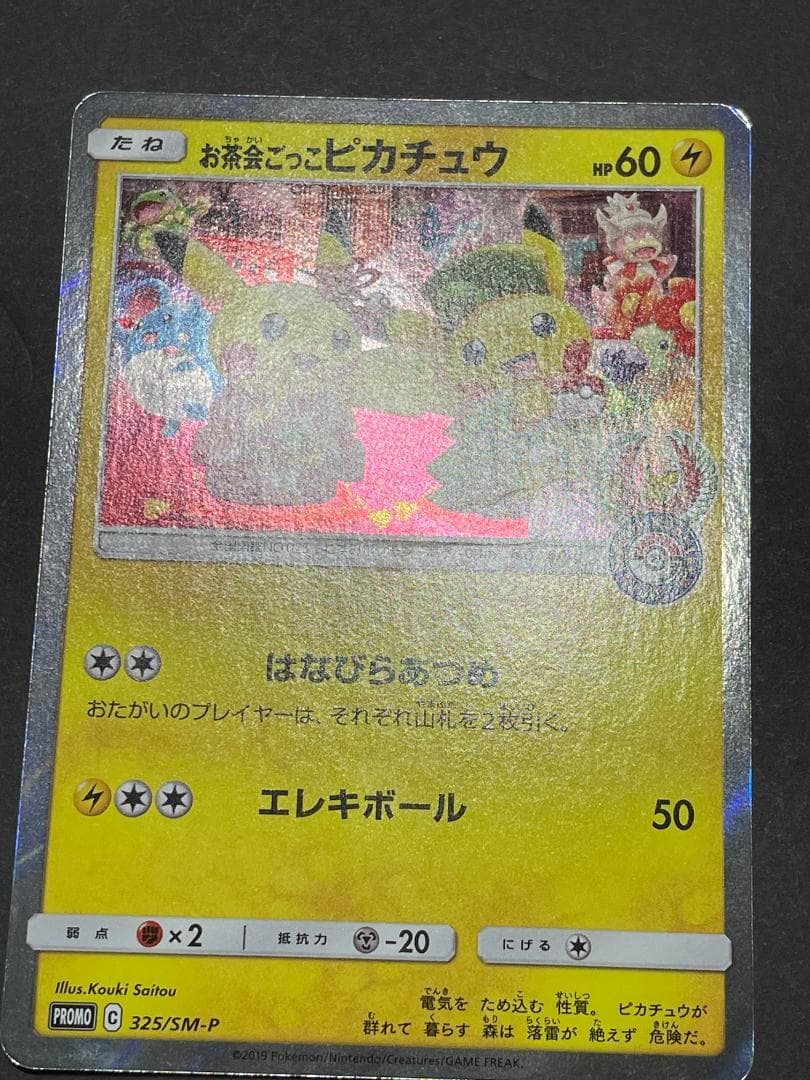 たね
お茶会ごっこピカチュウ
ちゃ かい
HP60
はなびらあつめ
おたがいのプレイヤーは、それぞれ山札を2枚引く。
エレキボール
50
弱点
×2
抵抗力
-20
にげる
Illus.Kouki Saitou
PROMO
C
325/SM-P
電気を ため込む 性質。 ピカチュウが
群れて 暮らす 森は 落雷が 絶えず 危険だ。
©2019 Pokémon/Nintendo/Creatures/GAME FREAK.